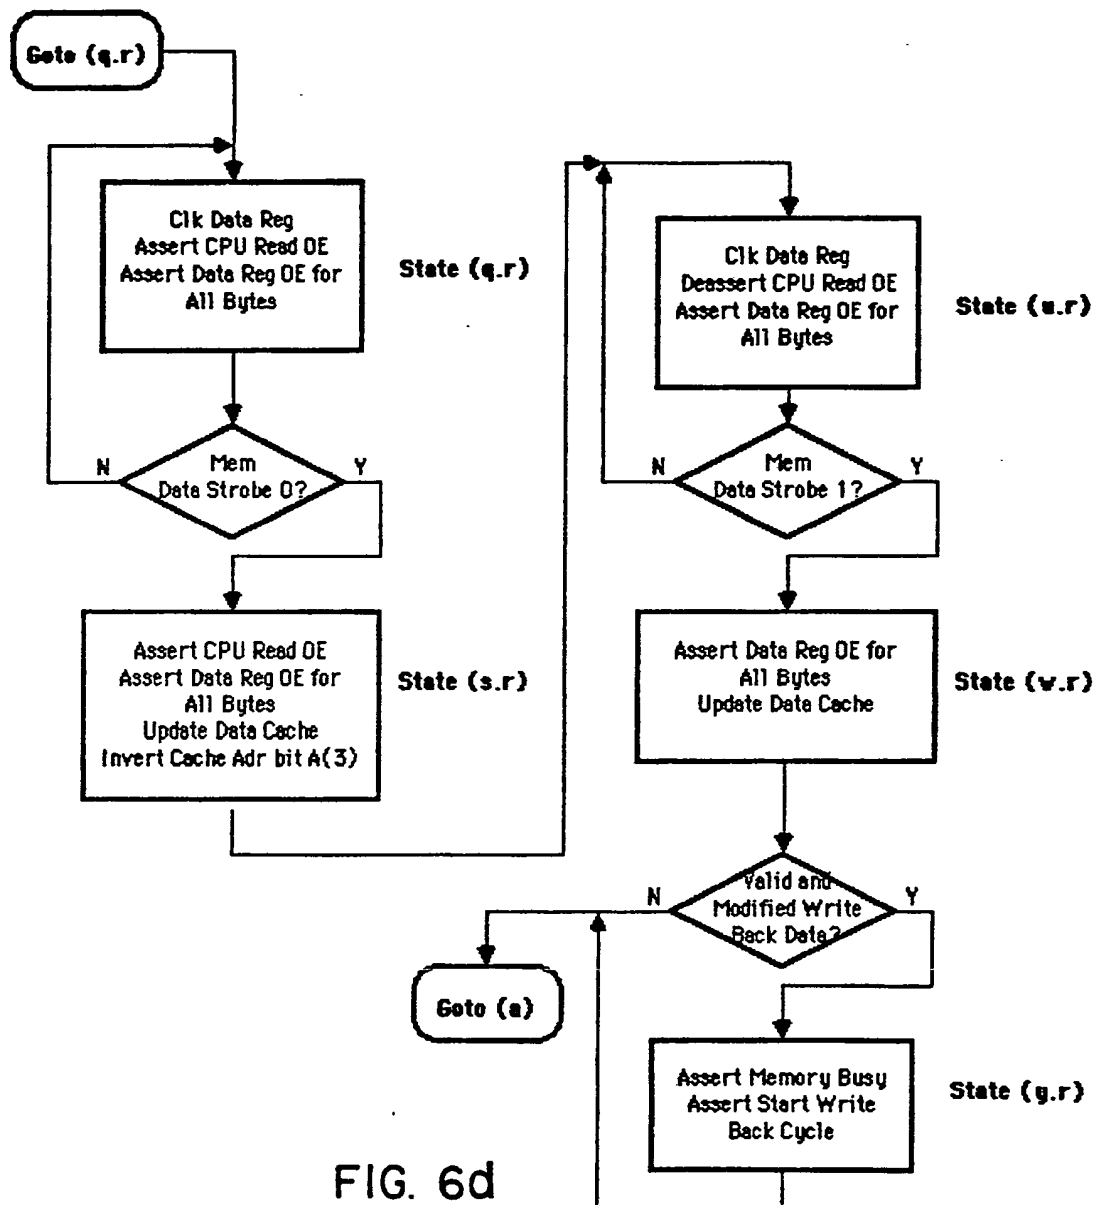 Goto (q.r)
Clk Data Reg
Assert CPU Read OE
Assert Data Reg OE for
All Bytes
State (q.r)
Mem
Data Strobe 0?
N
Y
Assert CPU Read OE
Assert Data Reg OE for
All Bytes
Update Data Cache
Invert Cache Adr bit A(3)
State (s.r)
Clk Data Reg
Deassert CPU Read OE
Assert Data Reg OE for
All Bytes
State (u.r)
Mem
Data Strobe 1?
N
Y
Assert Data Reg OE for
All Bytes
Update Data Cache
State (w.r)
Valid and
Modified Write
Back Data?
N
Y
Goto (a)
Assert Memory Busy
Assert Start Write
Back Cycle
State (y.r)
FIG. 6d